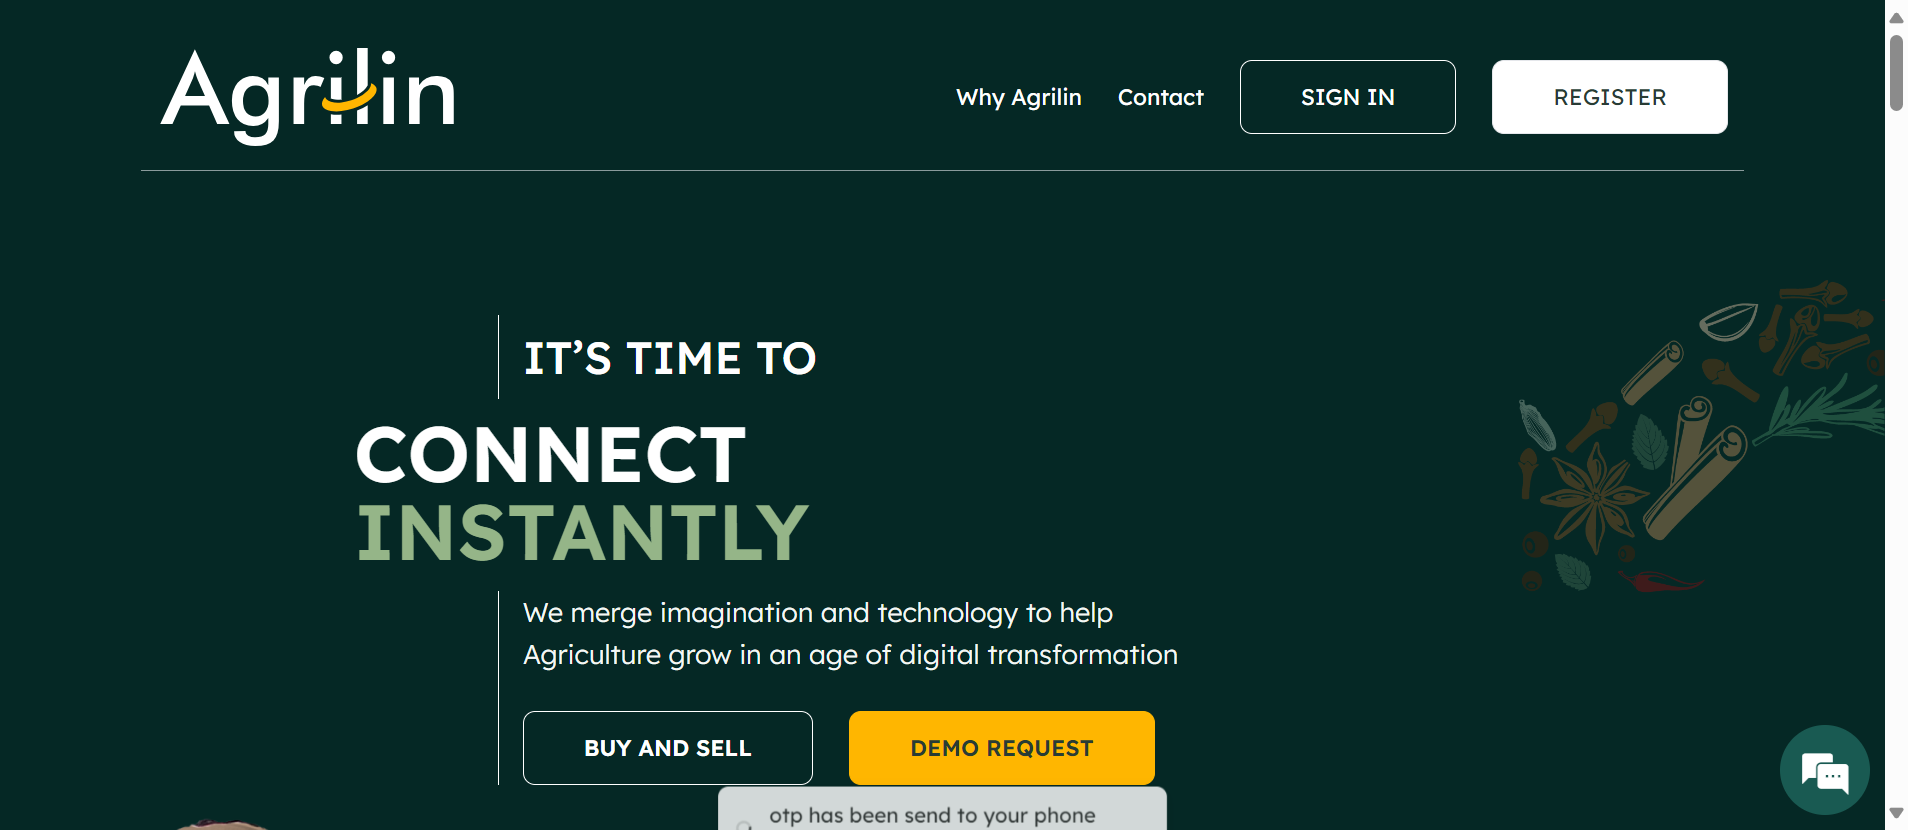 Agrilin
Why Agrilin
Contact
SIGN IN
REGISTER
IT’S TIME TO
CONNECT
INSTANTLY
We merge imagination and technology to help
Agriculture grow in an age of digital transformation
BUY AND SELL
DEMO REQUEST
otp has been send to your phone